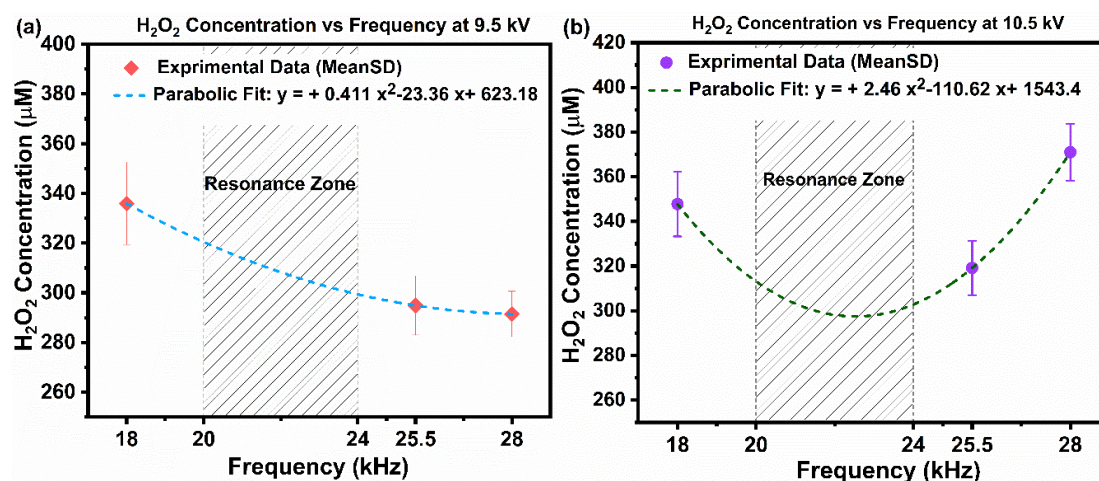 (a)
H₂O₂ Concentration vs Frequency at 9.5 kV
400
380
360
340
320
300
280
260
H₂O₂ Concentration (μM)
Exprimental Data (MeanSD)
Parabolic Fit: y = + 0.411 x²-23.36 x+ 623.18
Resonance Zone
18 20 24 25.5 28
Frequency (kHz)
(b)
H₂O₂ Concentration vs Frequency at 10.5 kV
420
400
380
360
340
320
300
280
260
H₂O₂ Concentration (μM)
Exprimental Data (MeanSD)
Parabolic Fit: y = + 2.46 x²-110.62 x+ 1543.4
Resonance Zone
18 20 24 25.5 28
Frequency (kHz)